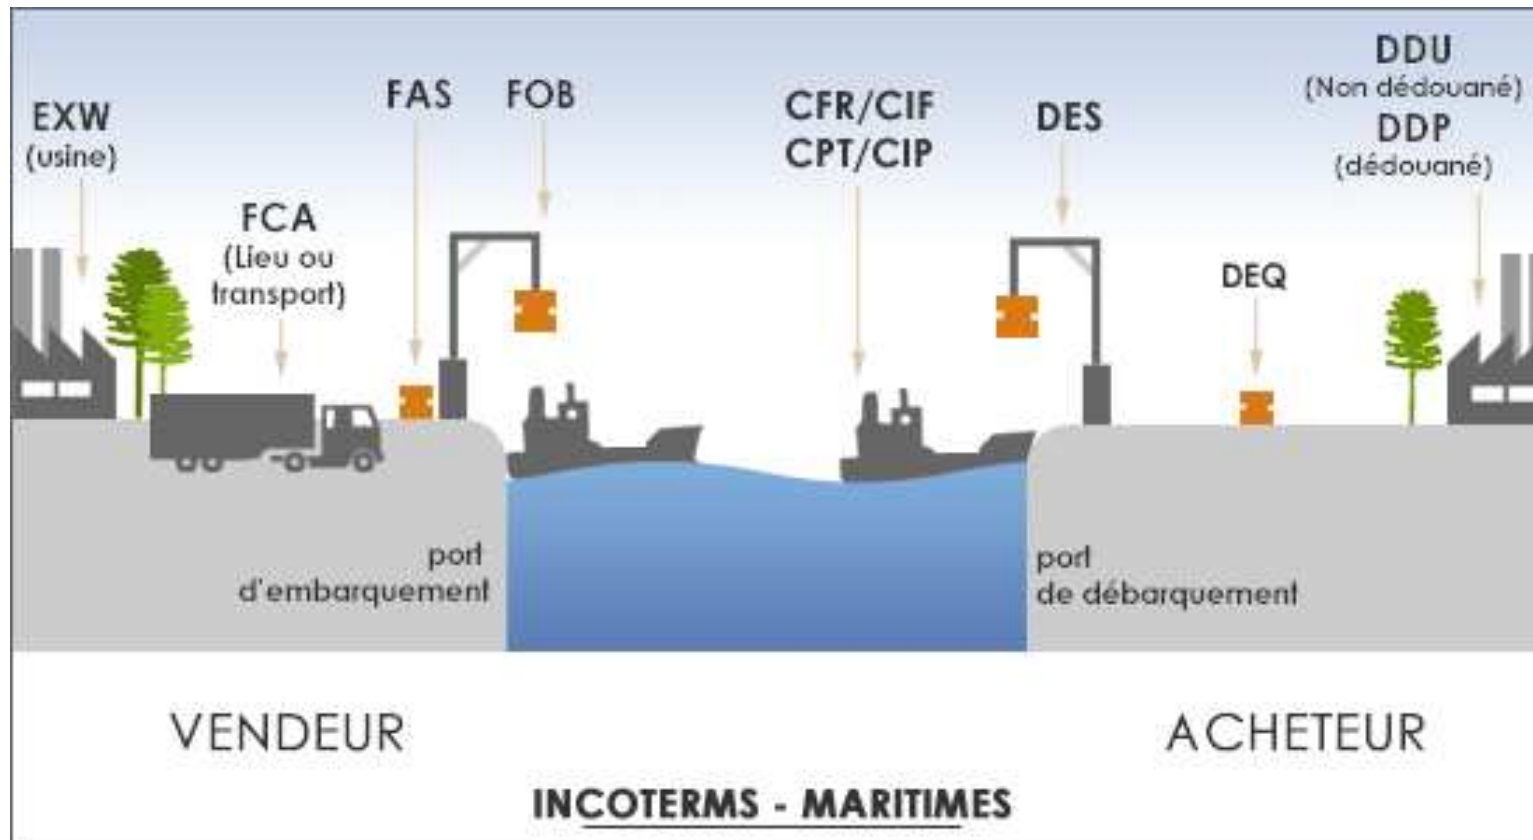 EXW
(usine)
FCA
(Lieu ou
transport)
FAS
FOB
CFR/CIF
CPT/CIP
DES
DEQ
DDU
(Non dédouané)
DDP
(dédouané)
port
d'embarquement
port
de débarquement
VENDEUR
ACHETEUR
INCOTERMS - MARITIMES